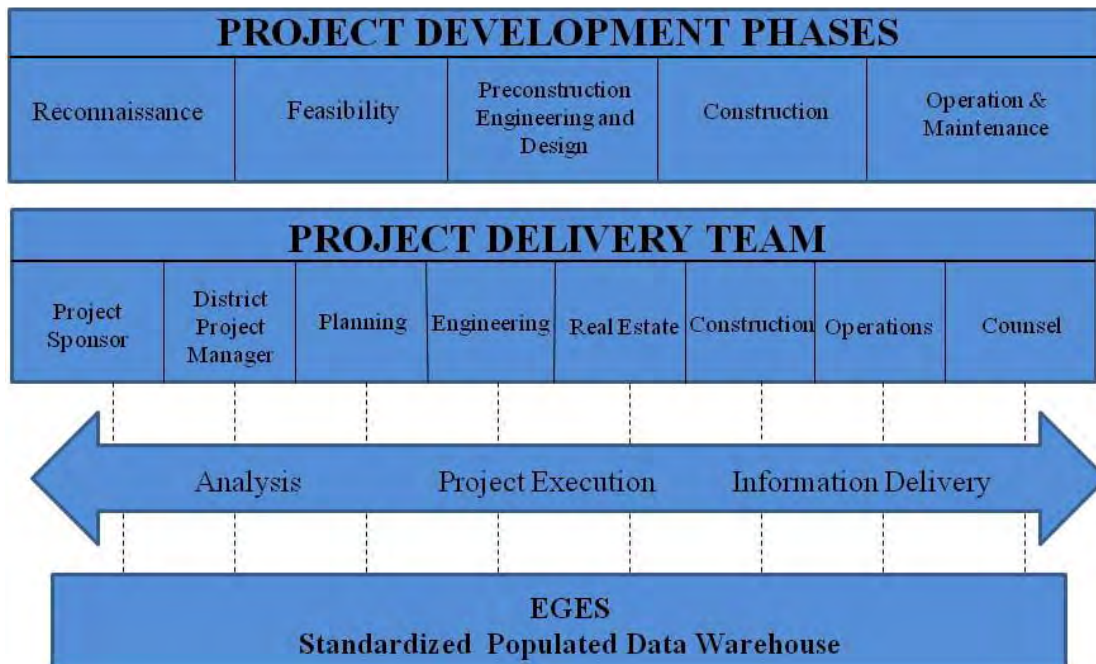 PROJECT DEVELOPMENT PHASES
Reconnaissance
Feasibility
Preconstruction
Engineering and
Design
Construction
Operation &
Maintenance
PROJECT DELIVERY TEAM
Project
Sponsor
District
Project
Manager
Planning
Engineering
Real Estate
Construction
Operations
Counsel
Analysis
Project Execution
Information Delivery
EGES
Standardized Populated Data Warehouse